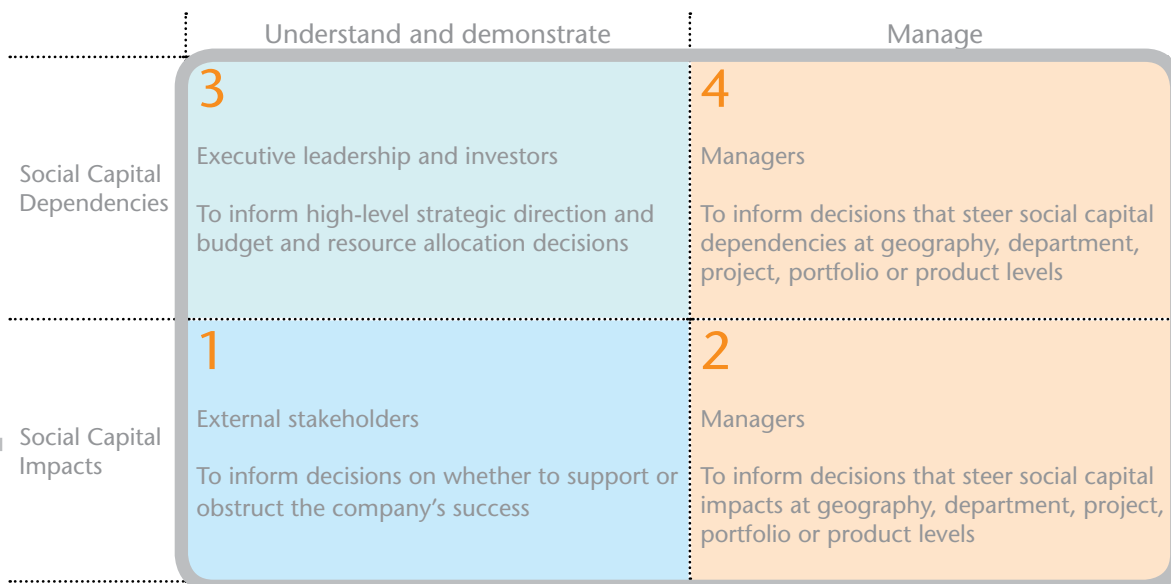 Understand and demonstrate
Manage
Social Capital
Dependencies
3
Executive leadership and investors
To inform high-level strategic direction and
budget and resource allocation decisions
4
Managers
To inform decisions that steer social capital
dependencies at geography, department,
project, portfolio or product levels
Social Capital
Impacts
1
External stakeholders
To inform decisions on whether to support or
obstruct the company’s success
2
Managers
To inform decisions that steer social capital
impacts at geography, department, project,
portfolio or product levels